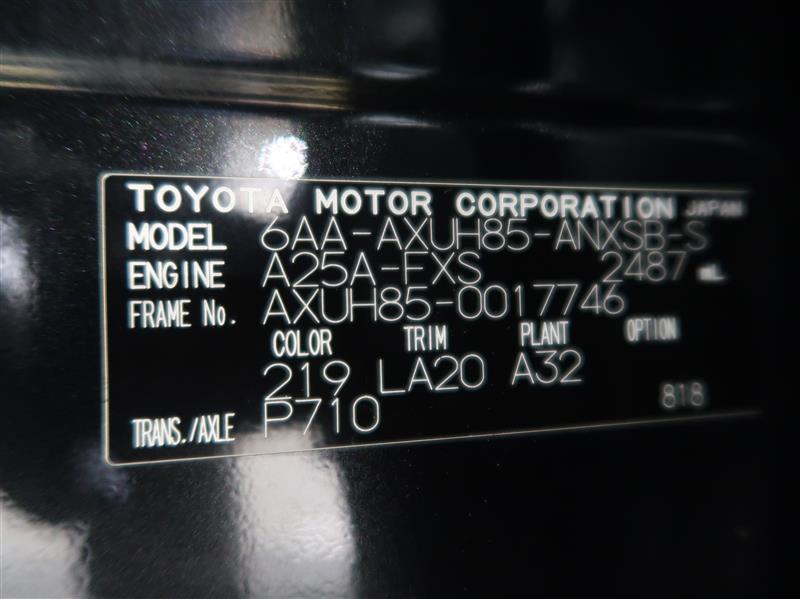 TOYOTA MOTOR CORPORATION JAPAN
MODEL 6AA-AXUH85-ANXSB-S
ENGINE A25A-FXS 2487 mL
FRAME No. AXUH85-0017746
COLOR TRIM PLANT OPTION
219 LA20 A32
TRANS./AXLE P710 818